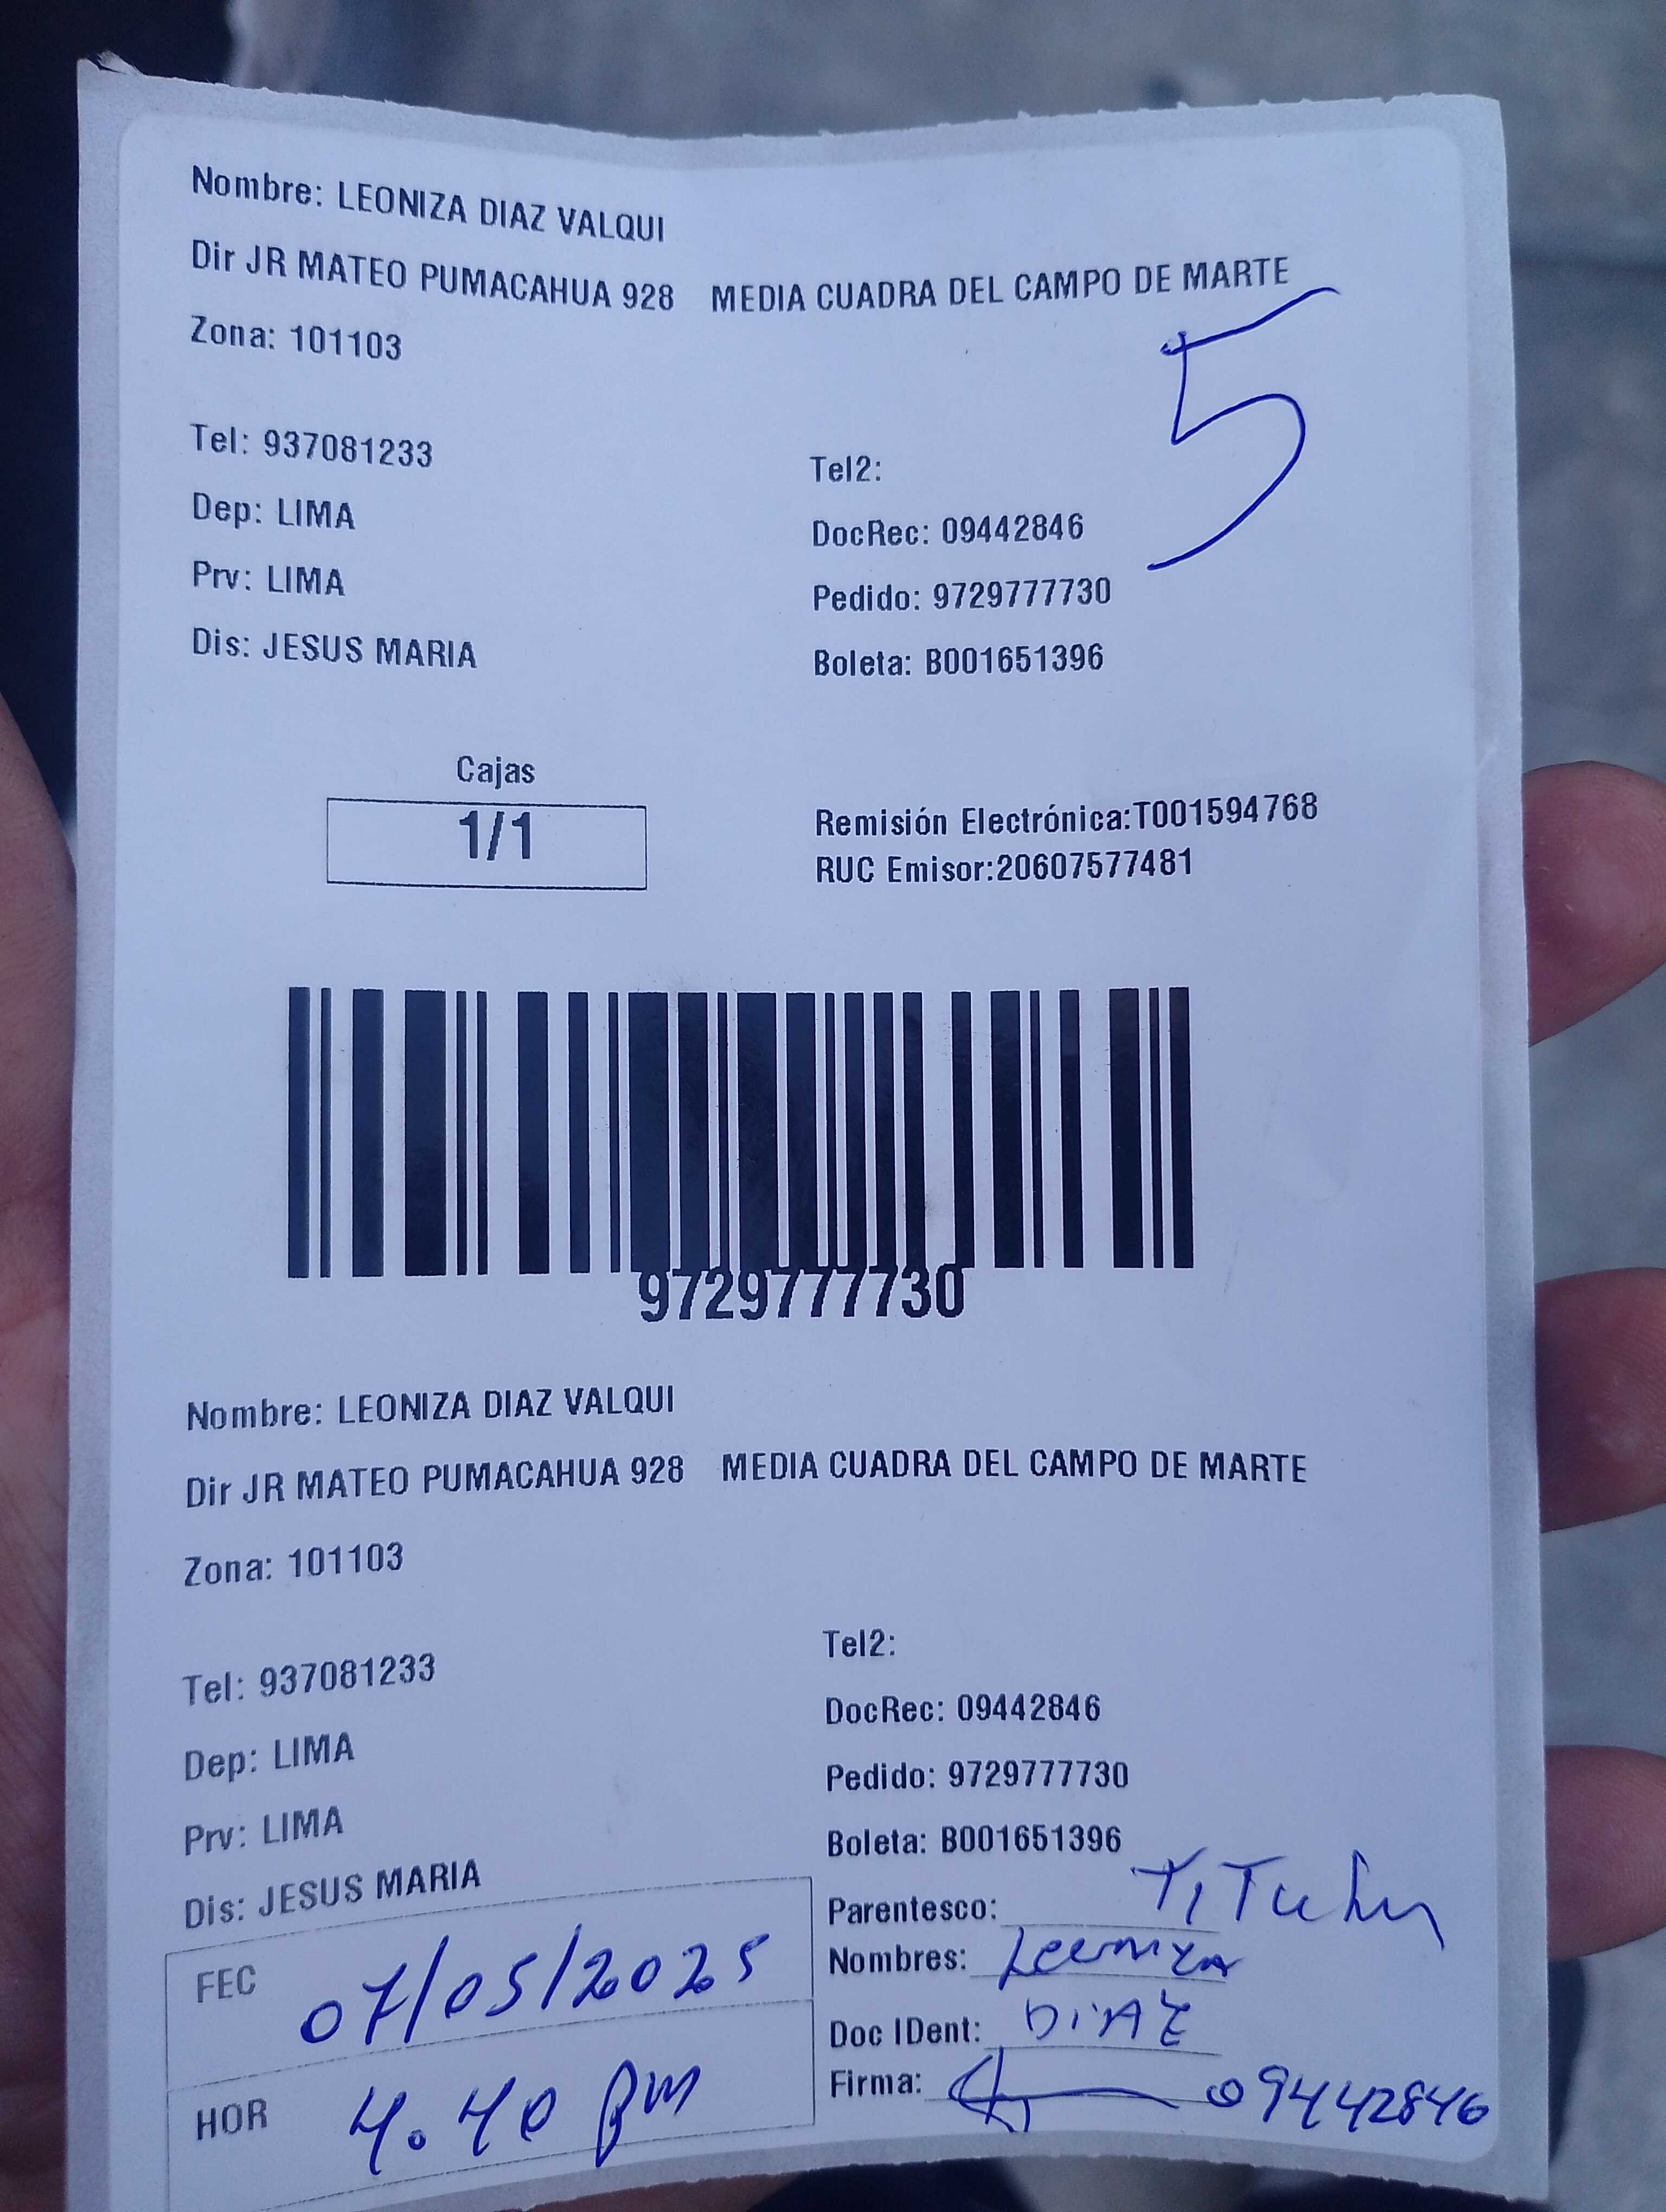 Nombre: LEONIZA DIAZ VALQUI
Dir JR MATEO PUMACAHUA 928 MEDIA CUADRA DEL CAMPO DE MARTE
Zona: 101103
5
Tel: 937081233
Tel2:
Dep: LIMA
DocRec: 09442846
Prv: LIMA
Pedido: 9729777730
Dis: JESUS MARIA
Boleta: B001651396
Cajas
1/1
Remisión Electrónica:T001594768
RUC Emisor:20607577481
9729777730
Nombre: LEONIZA DIAZ VALQUI
Dir JR MATEO PUMACAHUA 928 MEDIA CUADRA DEL CAMPO DE MARTE
Zona: 101103
Tel: 937081233
Tel2:
Dep: LIMA
DocRec: 09442846
Prv: LIMA
Pedido: 9729777730
Dis: JESUS MARIA
Boleta: B001651396
Parentesco: TiTular
Nombres: Leoniza
Doc IDent: DiAZ
Firma: 09442846
FEC 07/05/2025
HOR 4.40 pm